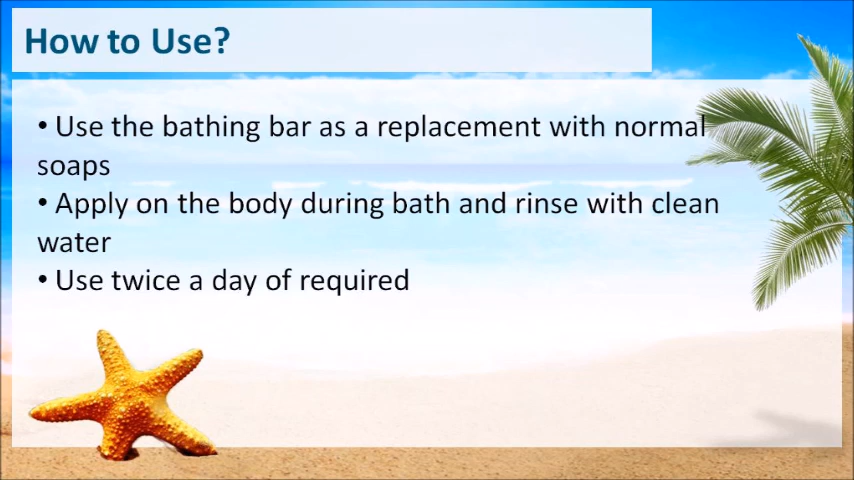 How to Use?
• Use the bathing bar as a replacement with normal
soaps
• Apply on the body during bath and rinse with clean
water
• Use twice a day of required